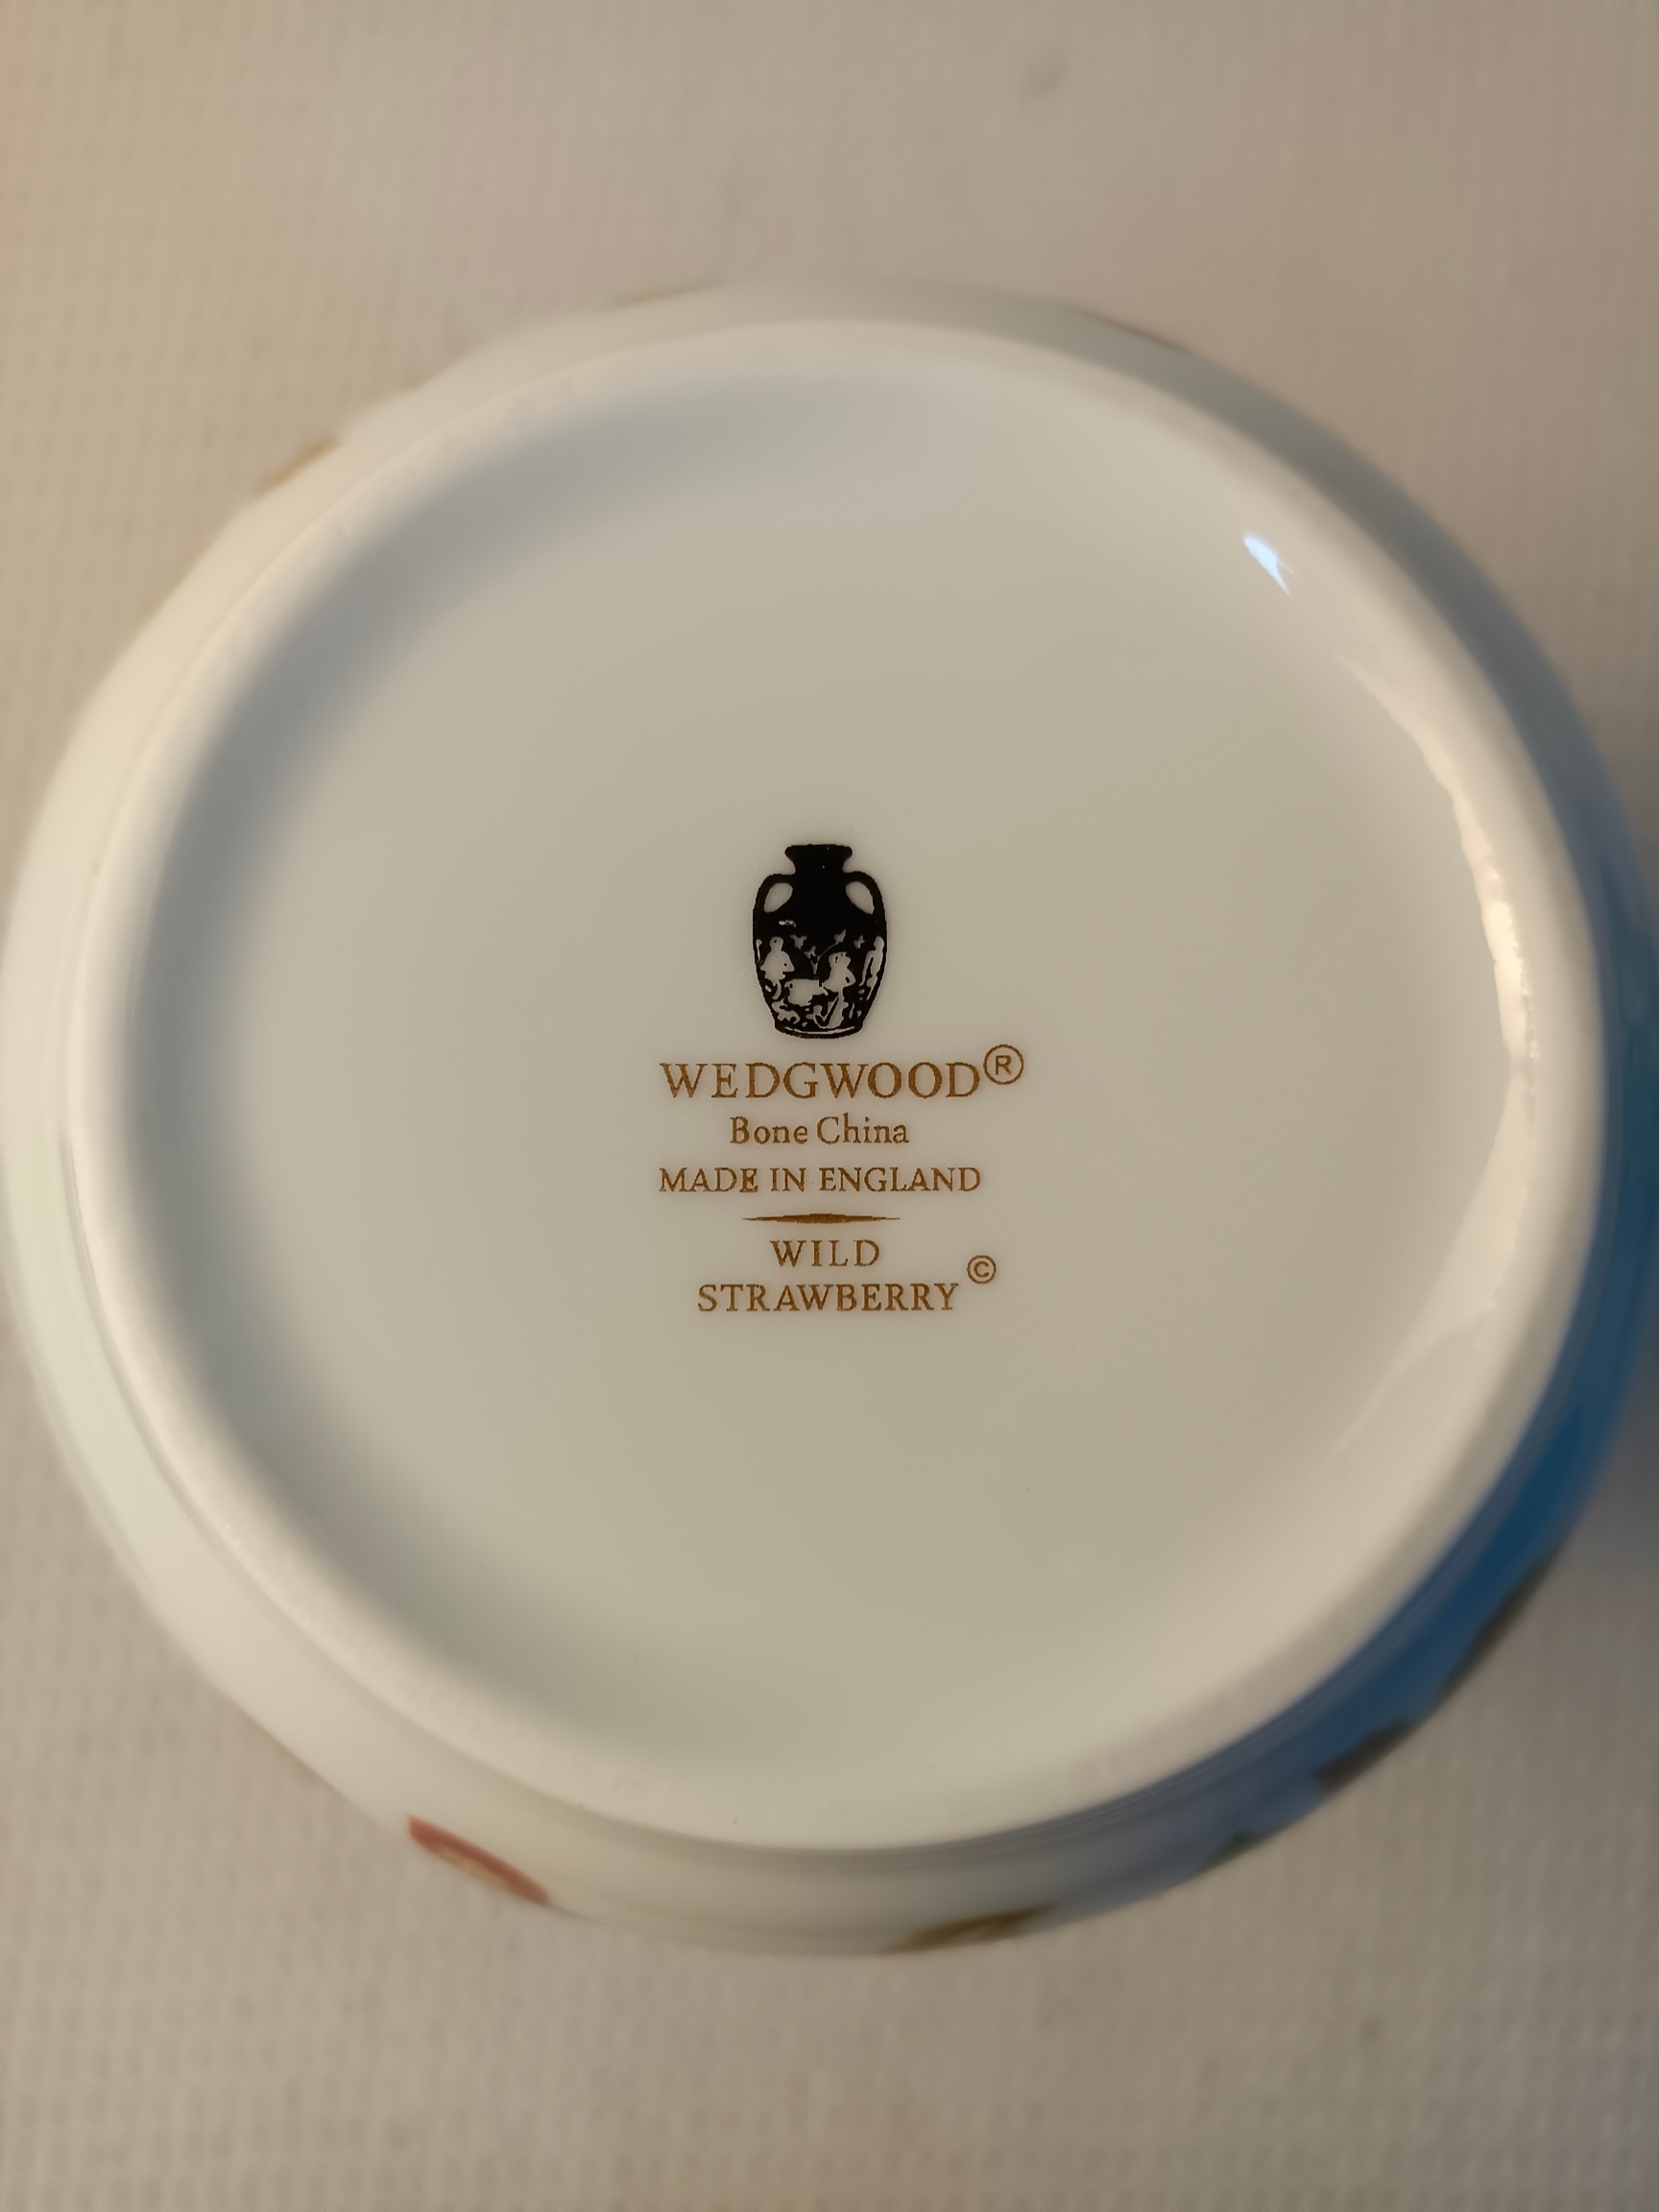 WEDGWOOD®
Bone China
MADE IN ENGLAND
WILD
STRAWBERRY ©